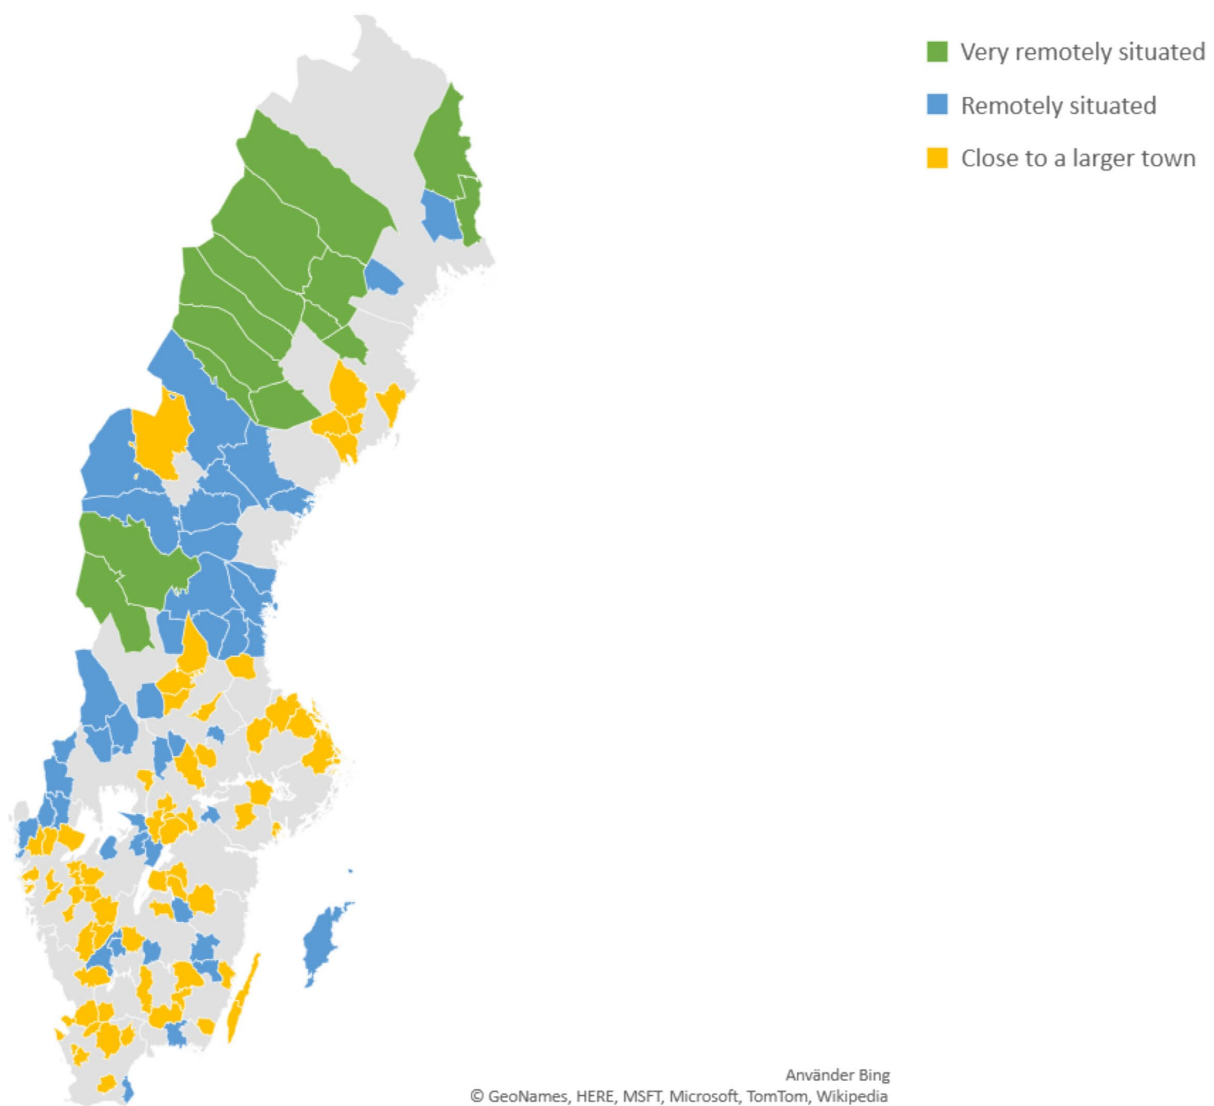 Very remotely situated
Remotely situated
Close to a larger town
Använder Bing
© GeoNames, HERE, MSFT, Microsoft, TomTom, Wikipedia